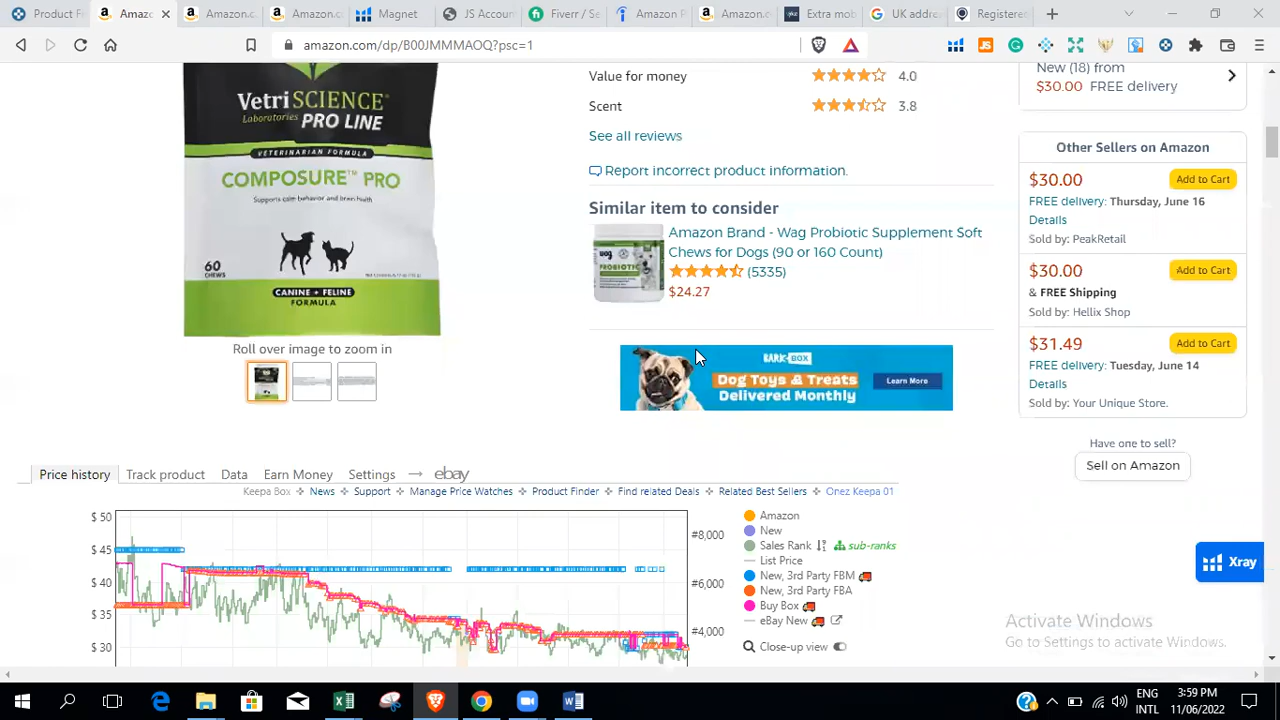 Product F
Amazo
Amazon.c
Amazon.co
Magnet
JS Accoun
Fiverr / Se
Amazon P
Amazon.c
Extra mob
UK addre
Registered
amazon.com/dp/B00JMMMAOQ?psc=1
VetriSCIENCE®
Laboratories PRO LINE
VETERINARIAN FORMULA
COMPOSURE™ PRO
Supports calm behavior and brain health
60
CHEWS
CANINE + FELINE
FORMULA
Roll over image to zoom in
Value for money 4.0
Scent 3.8
See all reviews
Report incorrect product information.
Similar item to consider
Amazon Brand - Wag Probiotic Supplement Soft
Chews for Dogs (90 or 160 Count)
(5335)
$24.27
wag.
PROBIOTIC
BARK BOX
Dog Toys & Treats
Delivered Monthly
Learn More
New (18) from
$30.00 FREE delivery
Other Sellers on Amazon
$30.00 Add to Cart
FREE delivery: Thursday, June 16
Details
Sold by: PeakRetail
$30.00 Add to Cart
& FREE Shipping
Sold by: Hellix Shop
$31.49 Add to Cart
FREE delivery: Tuesday, June 14
Details
Sold by: Your Unique Store.
Have one to sell?
Sell on Amazon
Price history Track product Data Earn Money Settings → ebay
Keepa Box News Support Manage Price Watches Product Finder Find related Deals Related Best Sellers Onez Keepa 01
$ 50
$ 45
$ 40
$ 35
$ 30
#8,000
#6,000
#4,000
Amazon
New
Sales Rank sub-ranks
List Price
New, 3rd Party FBM
New, 3rd Party FBA
Buy Box
eBay New
Close-up view
Xray
Activate Windows
Go to Settings to activate Windows.
ENG
INTL
3:59 PM
11/06/2022